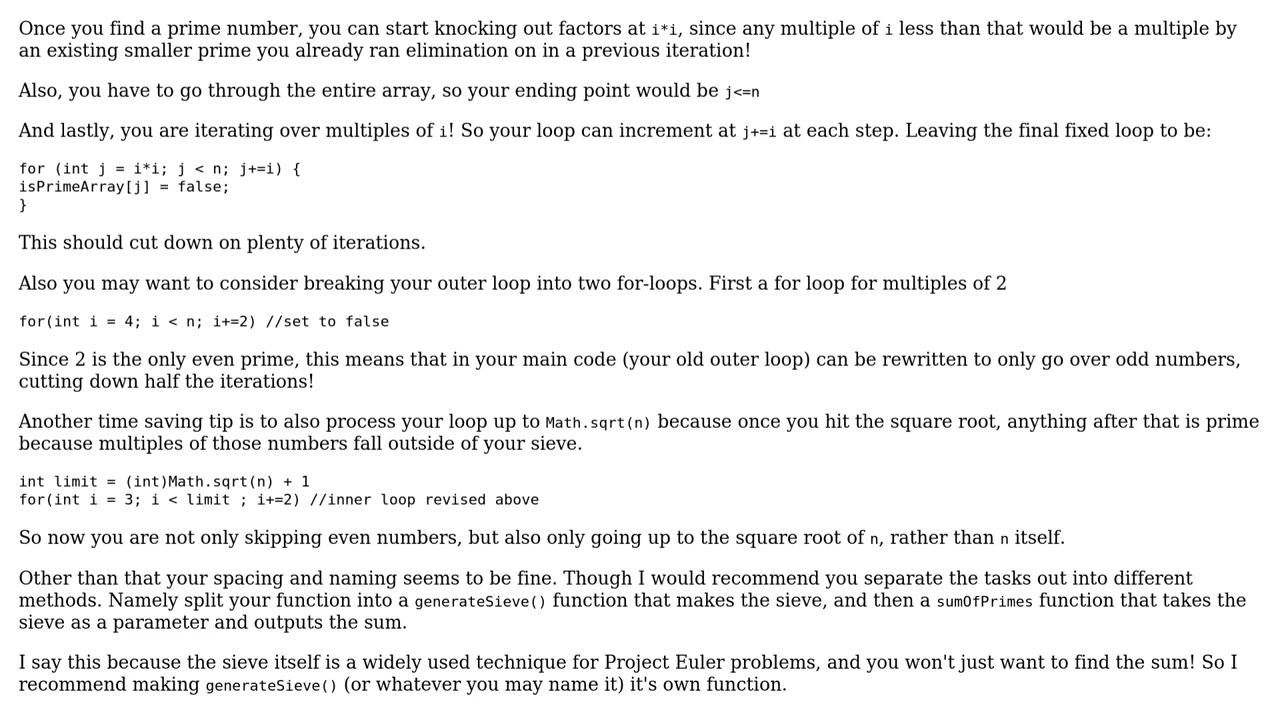 Once you find a prime number, you can start knocking out factors at i*i, since any multiple of i less than that would be a multiple by
an existing smaller prime you already ran elimination on in a previous iteration!
Also, you have to go through the entire array, so your ending point would be j<=n
And lastly, you are iterating over multiples of i! So your loop can increment at j+=i at each step. Leaving the final fixed loop to be:
for (int j = i*i; j < n; j+=i) {
isPrimeArray[j] = false;
}
This should cut down on plenty of iterations.
Also you may want to consider breaking your outer loop into two for-loops. First a for loop for multiples of 2
for(int i = 4; i < n; i+=2) //set to false
Since 2 is the only even prime, this means that in your main code (your old outer loop) can be rewritten to only go over odd numbers,
cutting down half the iterations!
Another time saving tip is to also process your loop up to Math.sqrt(n) because once you hit the square root, anything after that is prime
because multiples of those numbers fall outside of your sieve.
int limit = (int)Math.sqrt(n) + 1
for(int i = 3; i < limit ; i+=2) //inner loop revised above
So now you are not only skipping even numbers, but also only going up to the square root of n, rather than n itself.
Other than that your spacing and naming seems to be fine. Though I would recommend you separate the tasks out into different
methods. Namely split your function into a generateSieve() function that makes the sieve, and then a sumOfPrimes function that takes the
sieve as a parameter and outputs the sum.
I say this because the sieve itself is a widely used technique for Project Euler problems, and you won't just want to find the sum! So I
recommend making generateSieve() (or whatever you may name it) it's own function.